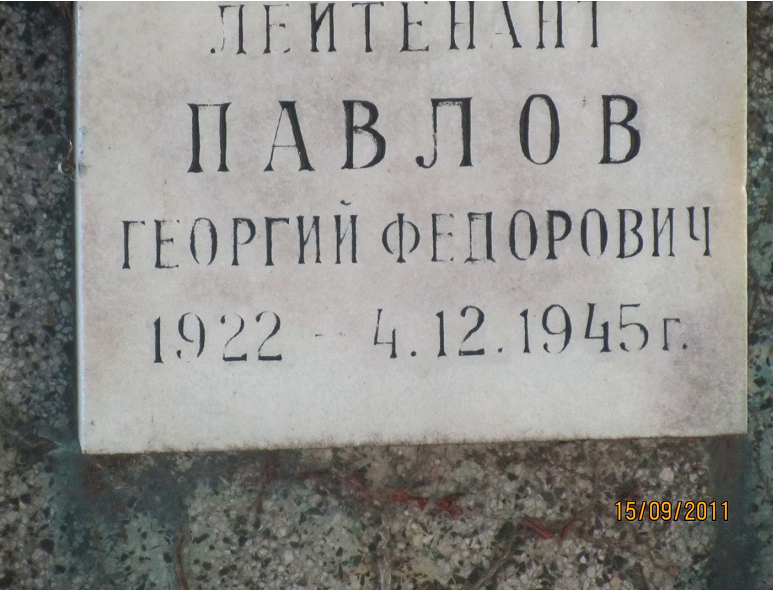 ЛЕЙТЕНАНТ
ПАВЛОВ
ГЕОРГИЙ ФЕДОРОВИЧ
1922 - 4.12.1945г.
15/09/2011